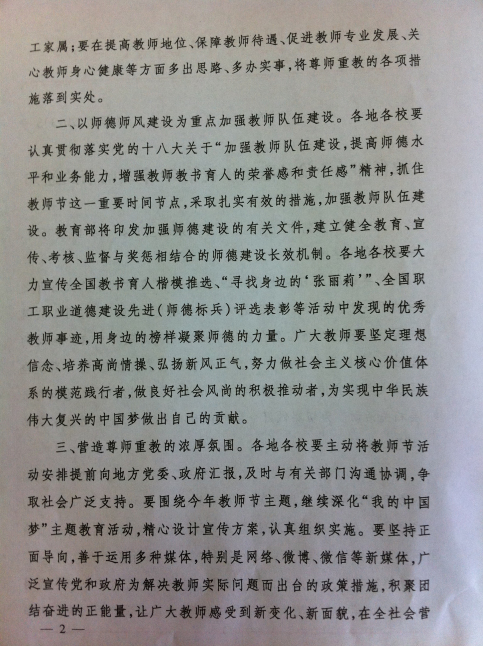 工家属;要在提高教师地位、保障教师待遇、促进教师专业发展、关
心教师身心健康等方面多出思路、多办实事,将尊师重教的各项措
施落到实处。
二、以师德师风建设为重点加强教师队伍建设。各地各校要
认真贯彻落实党的十八大关于“加强教师队伍建设,提高师德水
平和业务能力,增强教师教书育人的荣誉感和责任感”精神,抓住
教师节这一重要时间节点,采取扎实有效的措施,加强教师队伍建
设。教育部将印发加强师德建设的有关文件,建立健全教育、宣
传、考核、监督与奖惩相结合的师德建设长效机制。各地各校要大
力宣传全国教书育人楷模推选、“寻找身边的‘张丽莉’”、全国职
工职业道德建设先进(师德标兵)评选表彰等活动中发现的优秀
教师事迹,用身边的榜样凝聚师德的力量。广大教师要坚定理想
信念、培养高尚情操、弘扬新风正气,努力做社会主义核心价值体
系的模范践行者,做良好社会风尚的积极推动者,为实现中华民族
伟大复兴的中国梦做出自己的贡献。
三、营造尊师重教的浓厚氛围。各地各校要主动将教师节活
动安排提前向地方党委、政府汇报,及时与有关部门沟通协调,争
取社会广泛支持。要围绕今年教师节主题,继续深化“我的中国
梦”主题教育活动,精心设计宣传方案,认真组织实施。要坚持正
面导向,善于运用多种媒体,特别是网络、微博、微信等新媒体,广
泛宣传党和政府为解决教师实际问题而出台的政策措施,积聚团
结奋进的正能量,让广大教师感受到新变化、新面貌,在全社会营
— 2 —